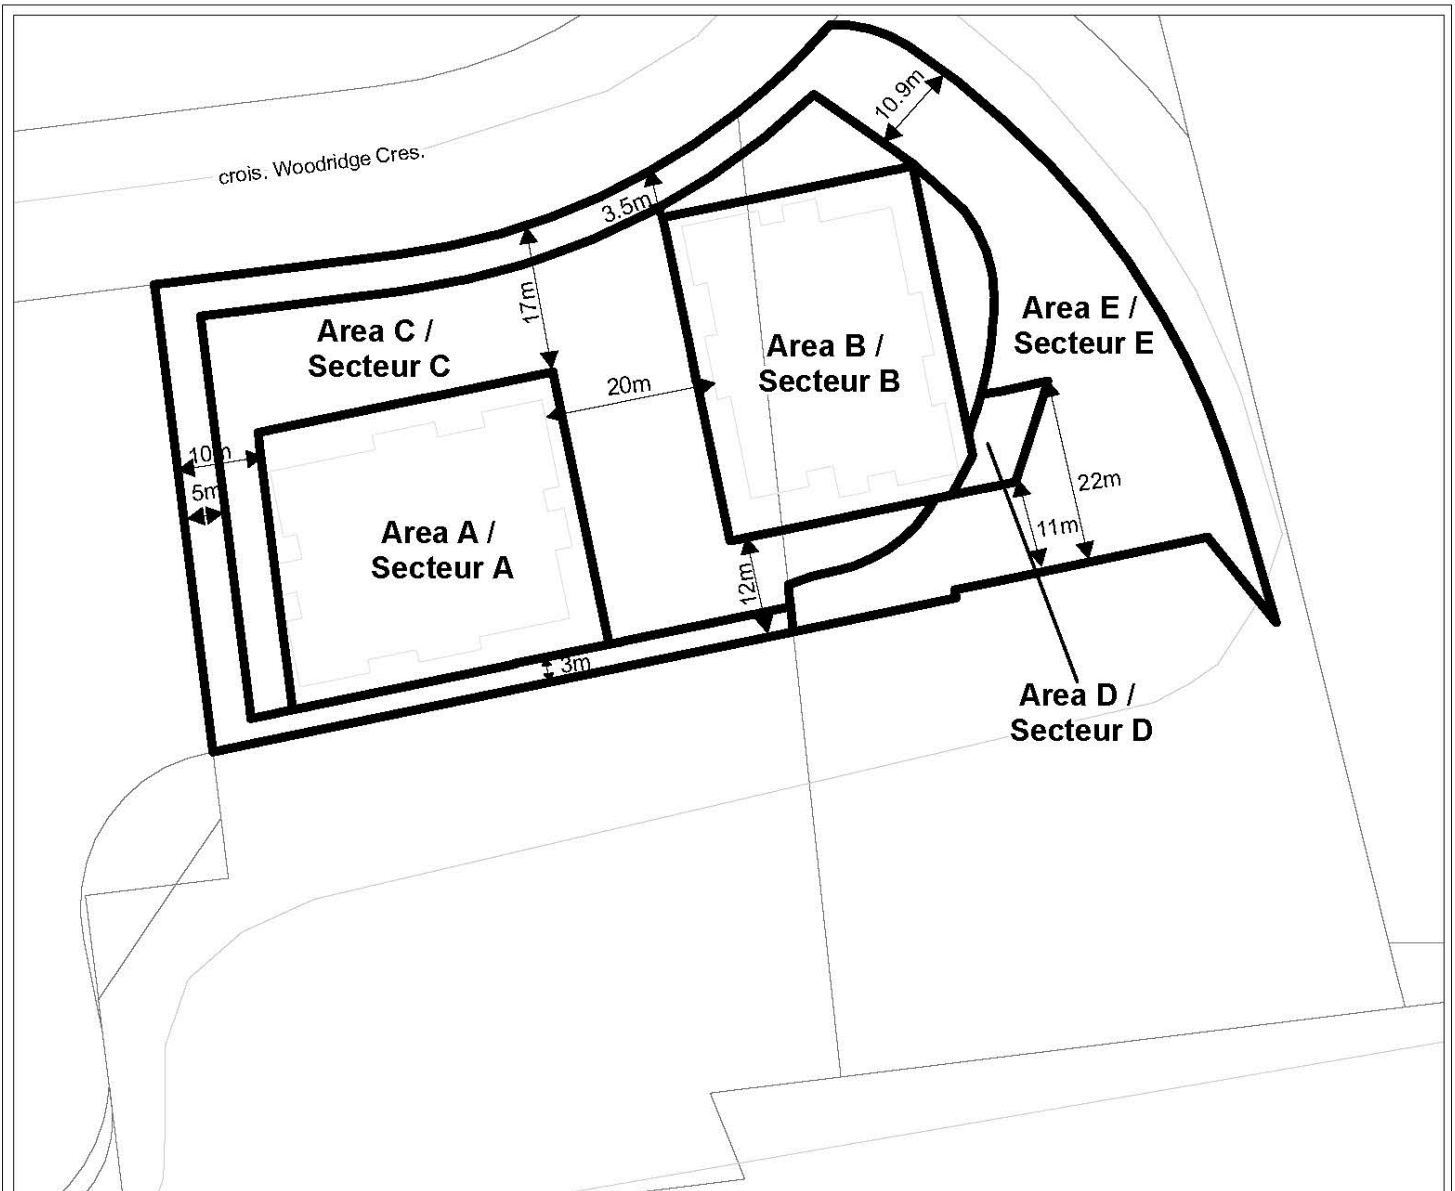 10.9m
crois. Woodridge Cres.
3.5m
17m
Area C /
Secteur C
Area E /
Secteur E
Area B /
Secteur B
20m
10m
5m
22m
11m
Area A /
Secteur A
12m
3m
Area D /
Secteur D